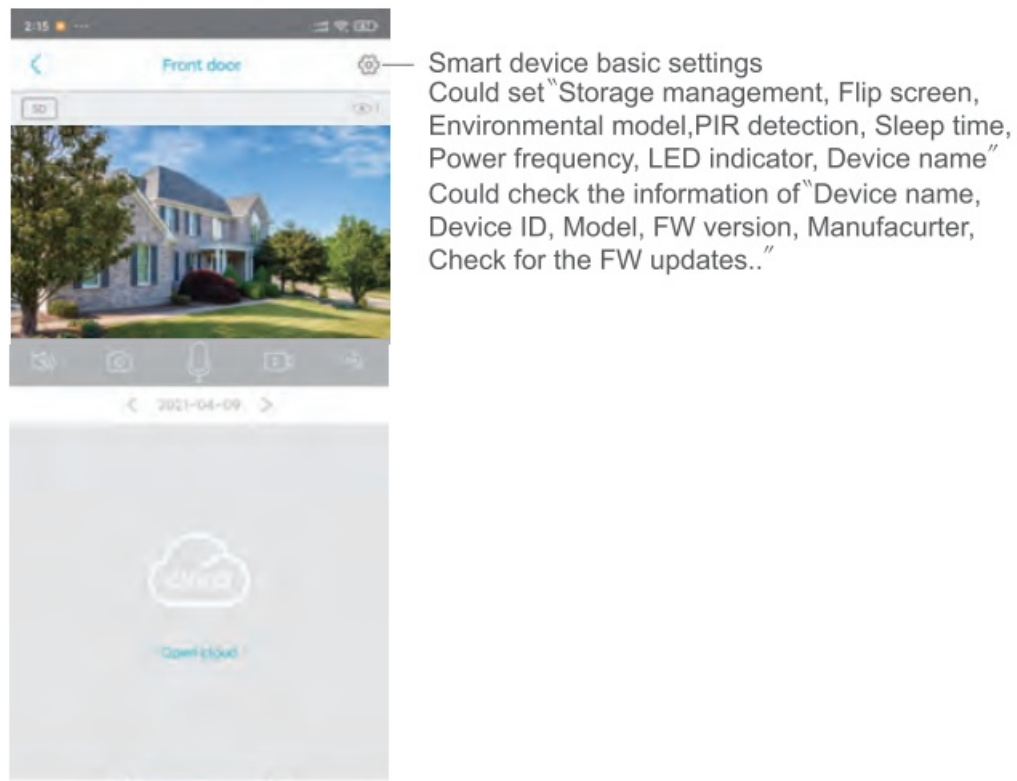 2:15
Front door
SD
Smart device basic settings
Could set‶Storage management, Flip screen,
Environmental model,PIR detection, Sleep time,
Power frequency, LED indicator, Device name″
Could check the information of‶Device name,
Device ID, Model, FW version, Manufacurter,
Check for the FW updates..″
2021-04-09
Open cloud